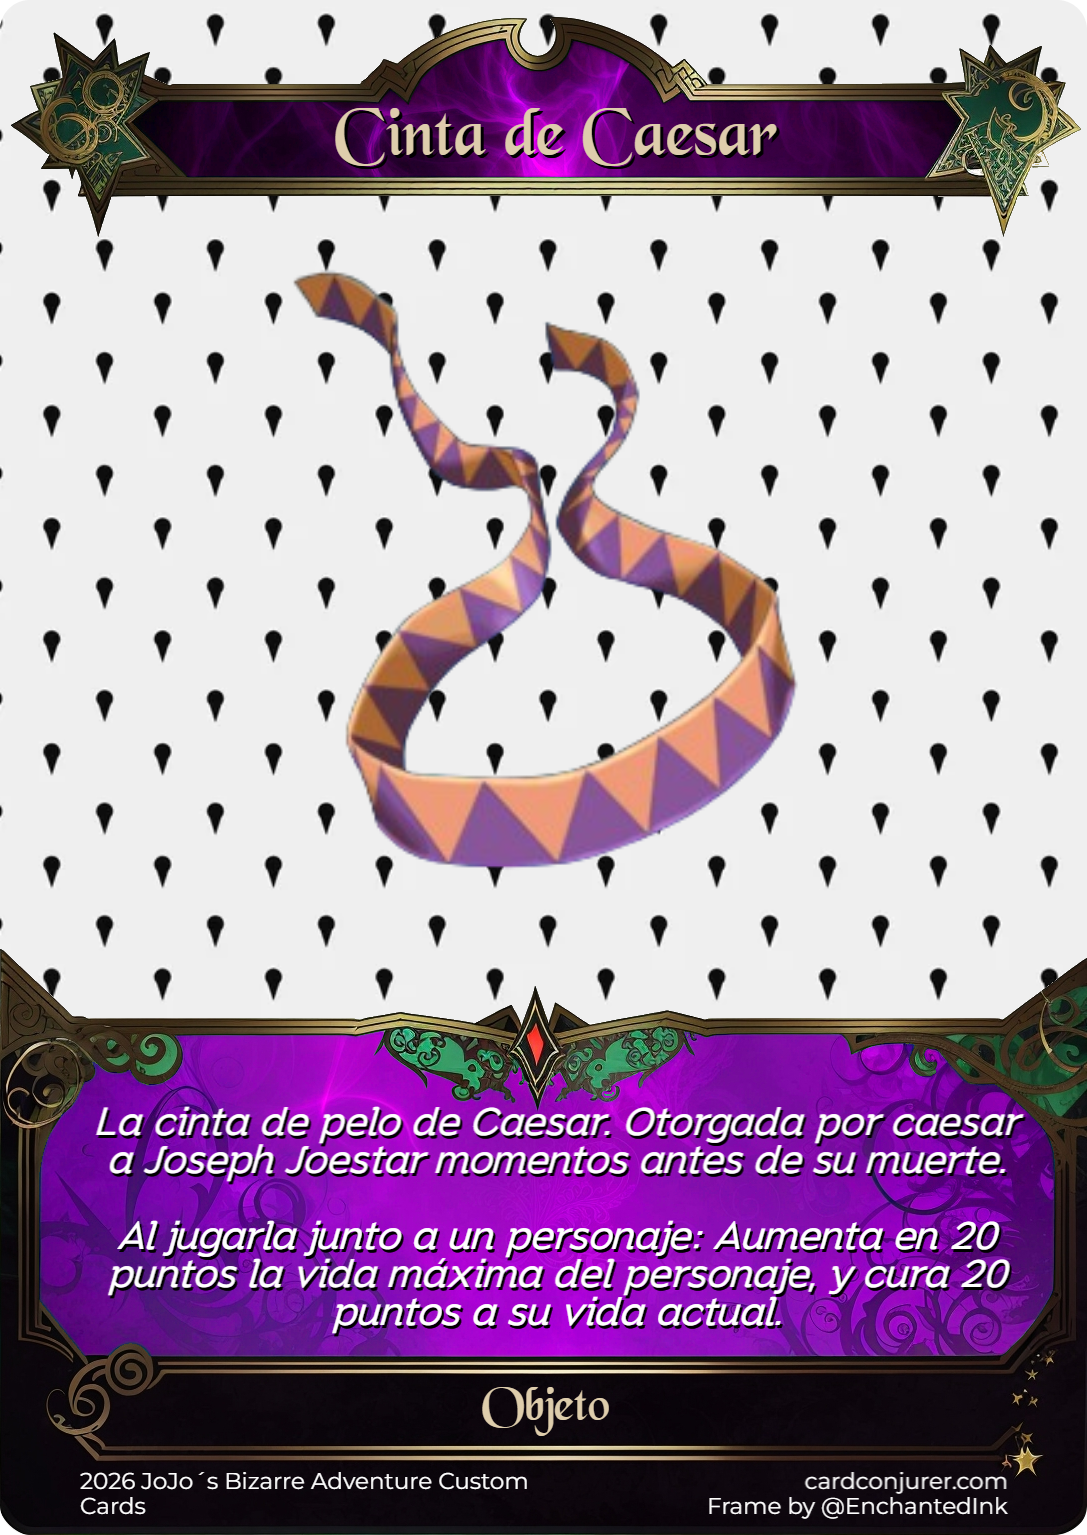 Cinta de Caesar
La cinta de pelo de Caesar. Otorgada por caesar
a Joseph Joestar momentos antes de su muerte.
Al jugarla junto a un personaje: Aumenta en 20
puntos la vida máxima del personaje, y cura 20
puntos a su vida actual.
Objeto
2026 JoJo´s Bizarre Adventure Custom
Cards
cardconjurer.com
Frame by @EnchantedInk